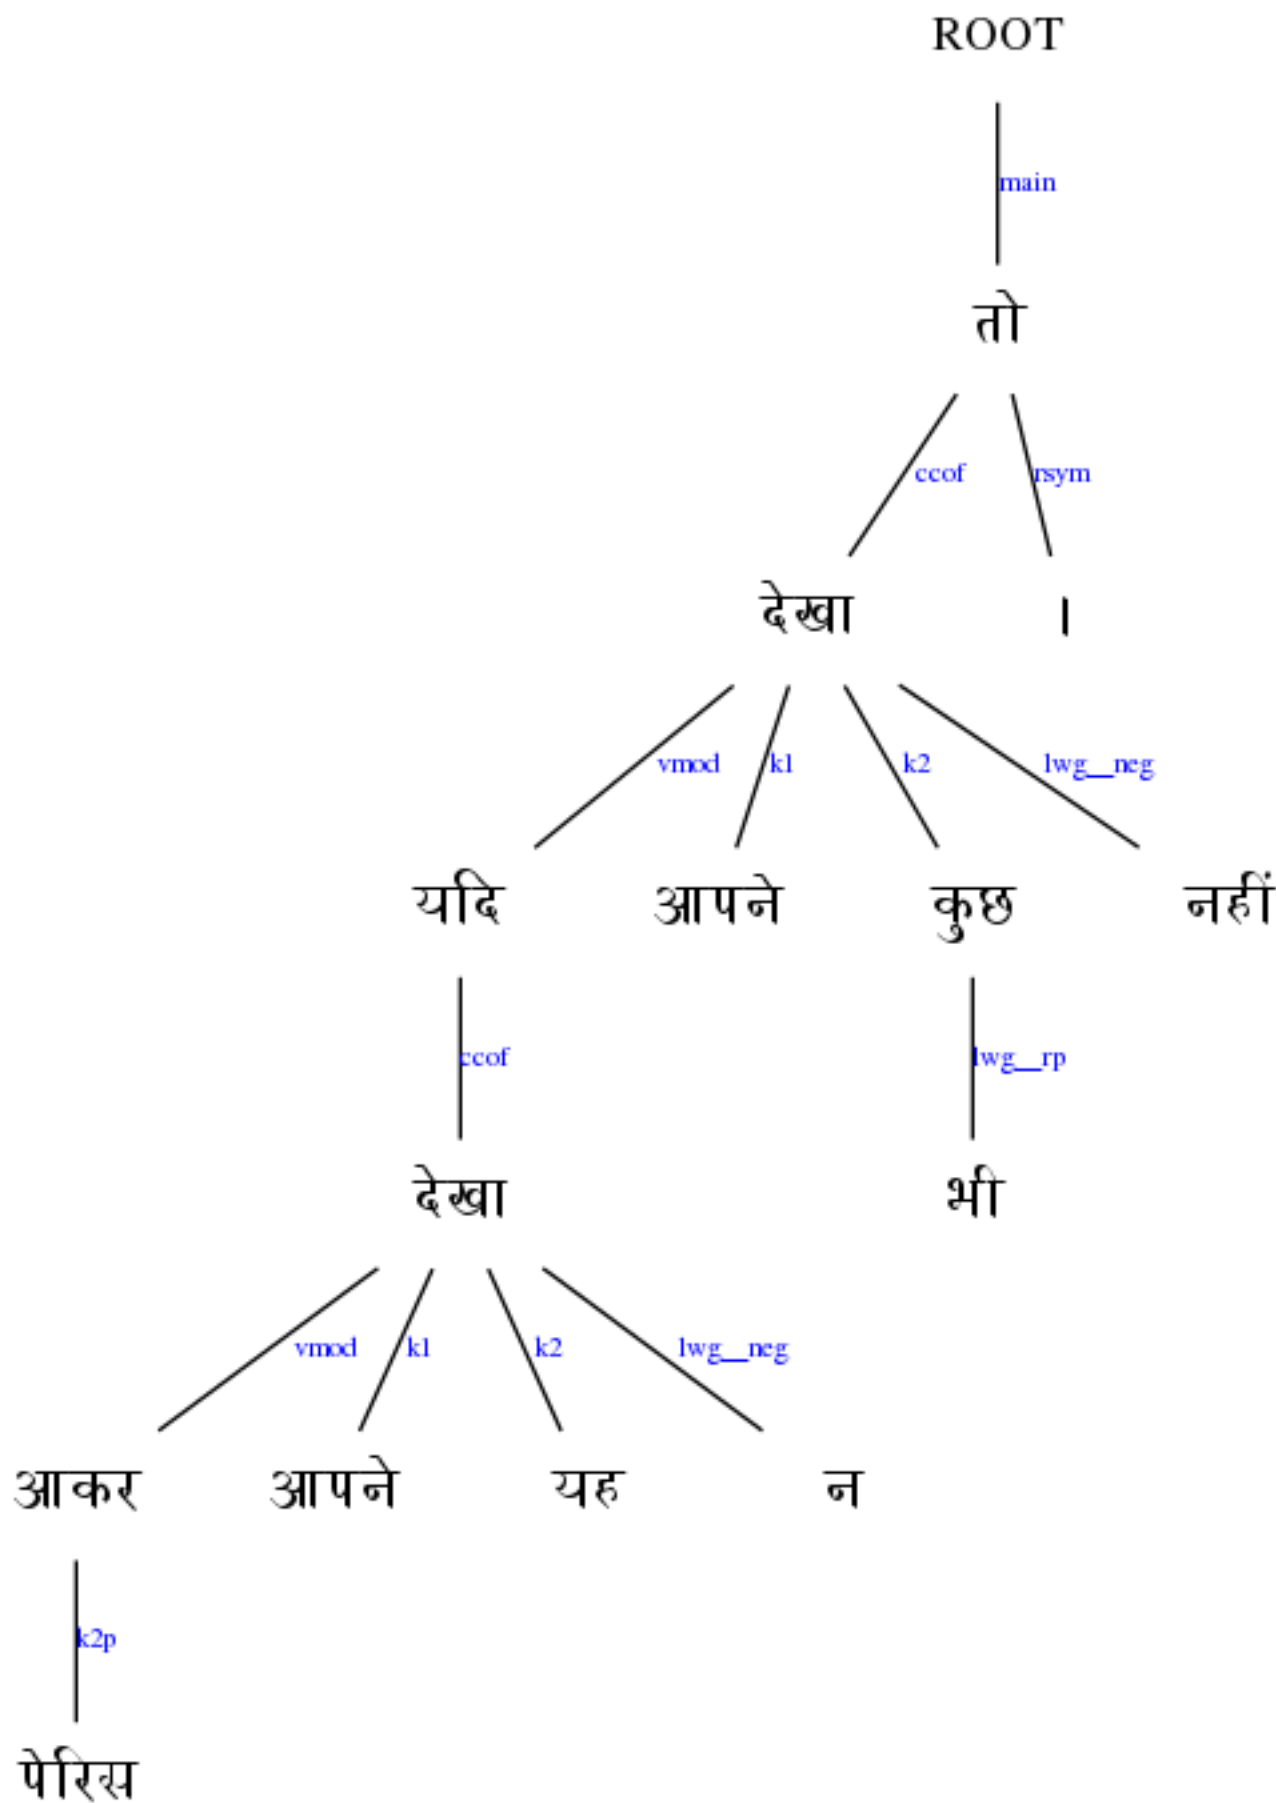 ROOT
main
तो
ccof rsym
देखा ।
vmod k1 k2 lwg__neg
यदि आपने कुछ नहीं
ccof lwg__rp
देखा भी
vmod k1 k2 lwg__neg
आकर आपने यह न
k2p
पेरिस